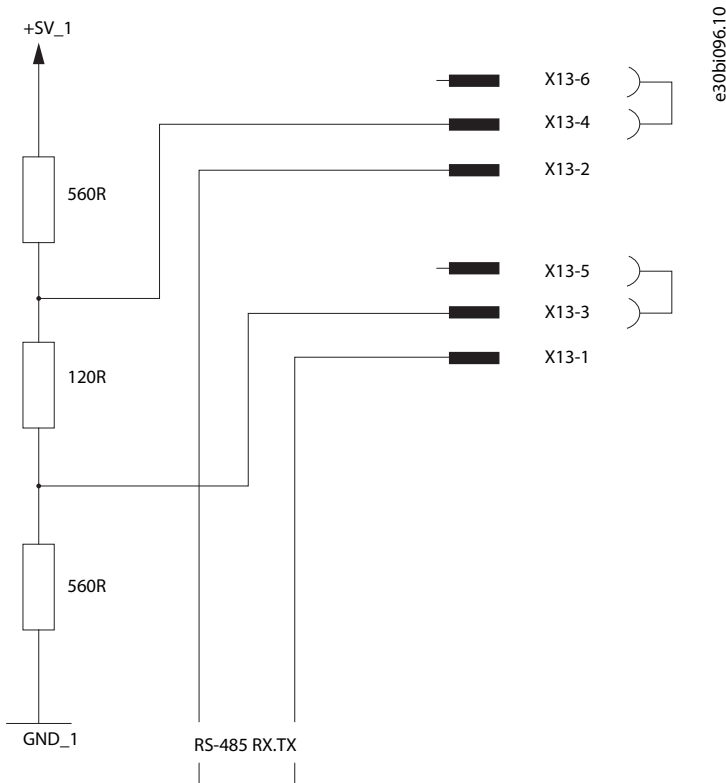 +SV_1
e30bi096.10
X13-6
X13-4
X13-2
560R
X13-5
X13-3
X13-1
120R
560R
GND_1
RS-485 RX.TX